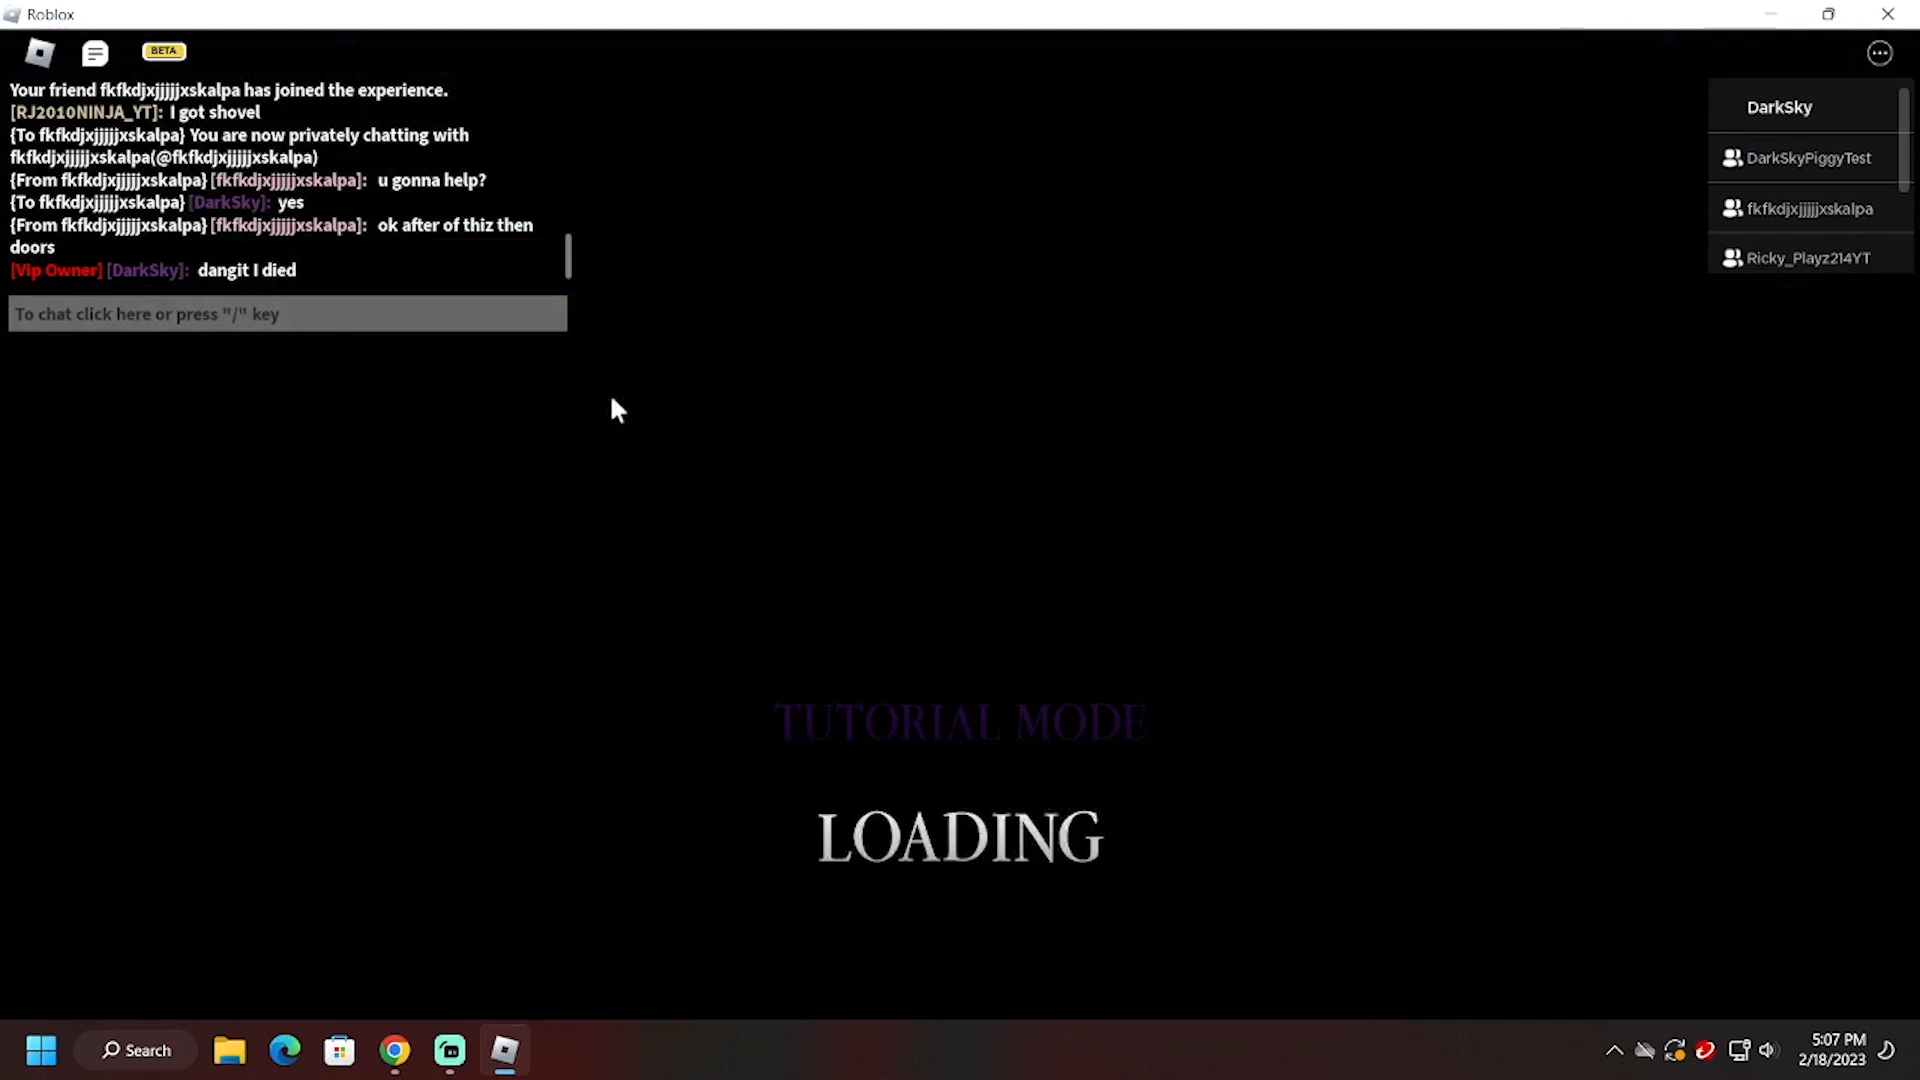 Roblox
BETA
Your friend fkfkdjxjjjjjxskalpa has joined the experience.
[RJ2010NINJA_YT]: I got shovel
{To fkfkdjxjjjjjxskalpa} You are now privately chatting with
fkfkdjxjjjjjxskalpa(@fkfkdjxjjjjjxskalpa)
{From fkfkdjxjjjjjxskalpa} [fkfkdjxjjjjjxskalpa]: u gonna help?
{To fkfkdjxjjjjjxskalpa} [DarkSky]: yes
{From fkfkdjxjjjjjxskalpa} [fkfkdjxjjjjjxskalpa]: ok after of thiz then
doors
[Vip Owner] [DarkSky]: dangit I died
To chat click here or press "/" key
DarkSky
DarkSkyPiggyTest
fkfkdjxjjjjjxskalpa
Ricky_Playz214YT
TUTORIAL MODE
LOADING
Search
5:07 PM
2/18/2023